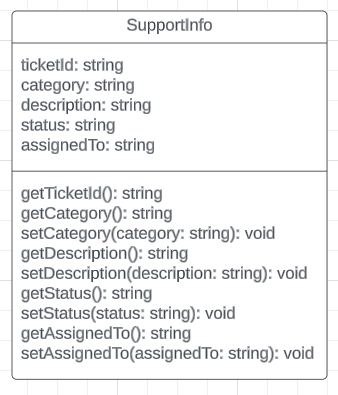 SupportInfo
ticketId: string
category: string
description: string
status: string
assignedTo: string
getTicketId(): string
getCategory(): string
setCategory(category: string): void
getDescription(): string
setDescription(description: string): void
getStatus(): string
setStatus(status: string): void
getAssignedTo(): string
setAssignedTo(assignedTo: string): void